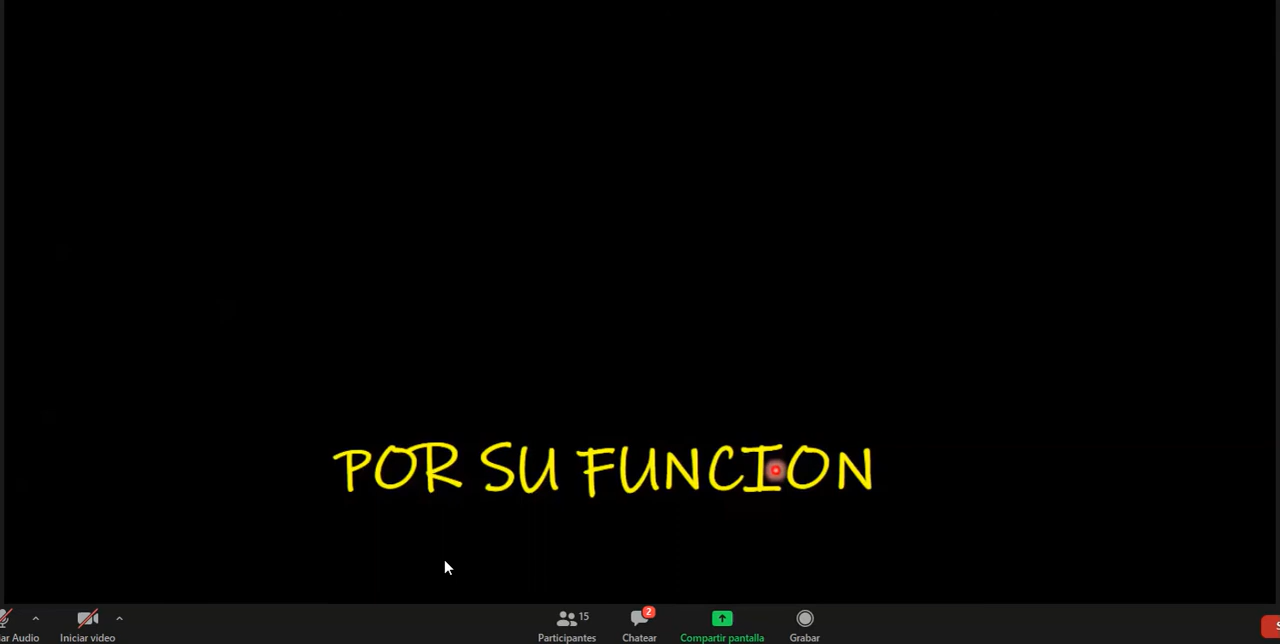 POR SU FUNCION
ar Audio
Iniciar video
15
Participantes
2
Chatear
Compartir pantalla
Grabar